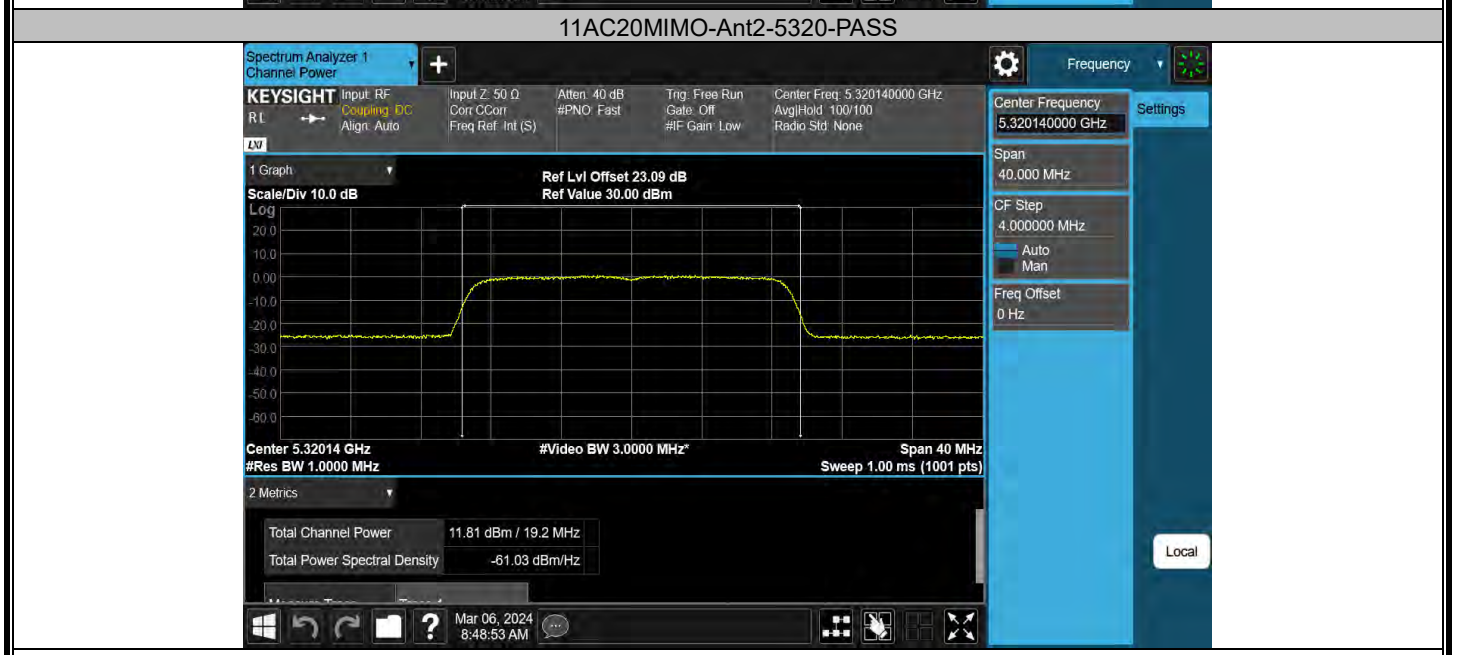 11AC20MIMO-Ant2-5320-PASS
Spectrum Analyzer 1
Channel Power
Frequency
KEYSIGHT
RL
LXI
Input: RF
Coupling: DC
Align: Auto
Input Z: 50 Ω
Corr CCorr
Freq Ref: Int (S)
Atten: 40 dB
#PNO: Fast
Trig: Free Run
Gate: Off
#IF Gain: Low
Center Freq: 5.320140000 GHz
Avg|Hold: 100/100
Radio Std: None
Center Frequency
5.320140000 GHz
Settings
Span
40.000 MHz
CF Step
4.000000 MHz
Auto
Man
Freq Offset
0 Hz
Local
1 Graph
Scale/Div 10.0 dB
Ref Lvl Offset 23.09 dB
Ref Value 30.00 dBm
Log
20.0
10.0
0.00
-10.0
-20.0
-30.0
-40.0
-50.0
-60.0
Center 5.32014 GHz
#Video BW 3.0000 MHz*
Span 40 MHz
#Res BW 1.0000 MHz
Sweep 1.00 ms (1001 pts)
2 Metrics
Total Channel Power 11.81 dBm / 19.2 MHz
Total Power Spectral Density -61.03 dBm/Hz
?
Mar 06, 2024
8:48:53 AM